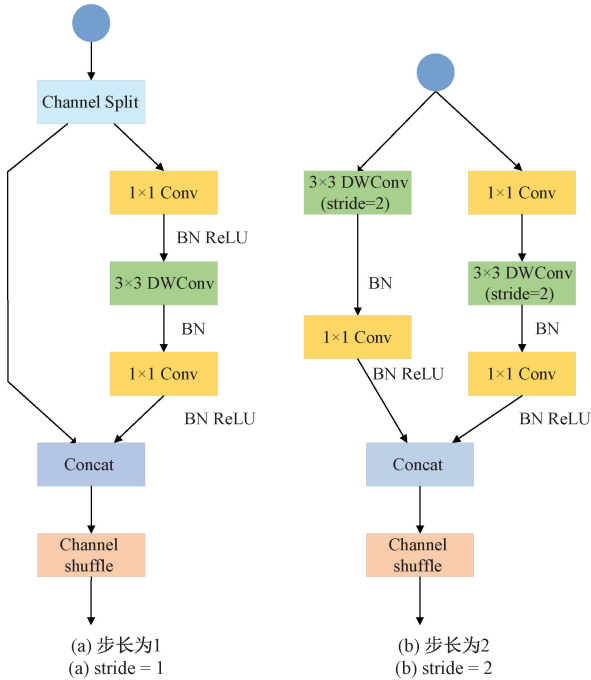 Channel Split
1×1 Conv
BN ReLU
3×3 DWConv
BN
1×1 Conv
BN ReLU
Concat
Channel
shuffle
(a) 步长为1
(a) stride = 1
3×3 DWConv
(stride=2)
BN
1×1 Conv
BN ReLU
1×1 Conv
3×3 DWConv
(stride=2)
BN
1×1 Conv
BN ReLU
Concat
Channel
shuffle
(b) 步长为2
(b) stride = 2